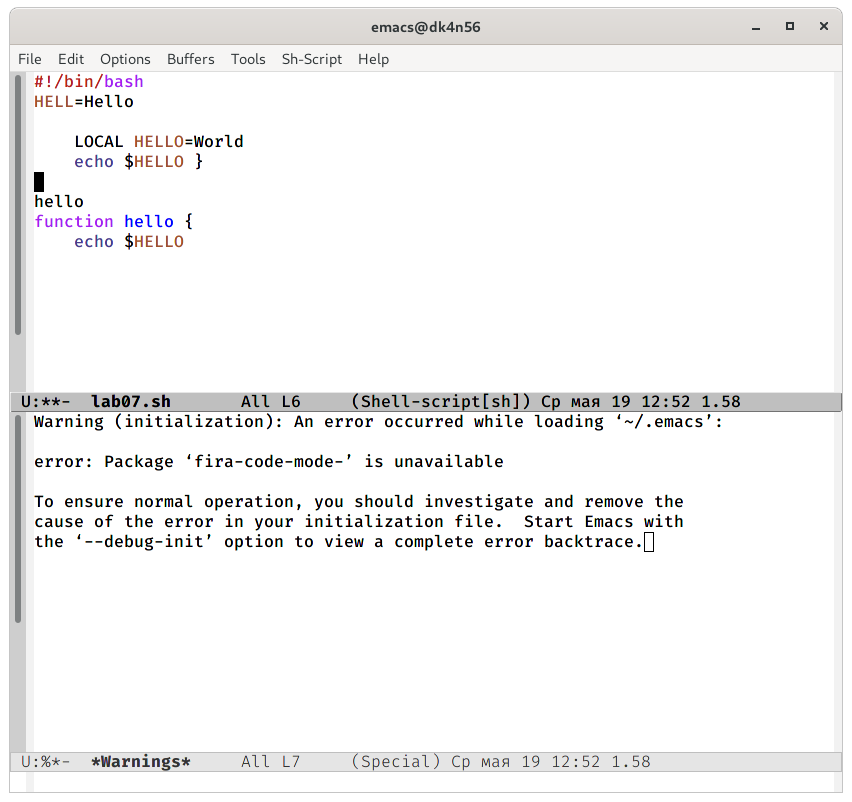 emacs@dk4n56
File Edit Options Buffers Tools Sh-Script Help
#!/bin/bash
HELL=Hello
    LOCAL HELLO=World
    echo $HELLO }
hello
function hello {
    echo $HELLO
U:**-  lab07.sh       All L6     (Shell-script[sh]) Ср мая 19 12:52 1.58
Warning (initialization): An error occurred while loading ‘~/.emacs’:
error: Package ‘fira-code-mode-’ is unavailable
To ensure normal operation, you should investigate and remove the
cause of the error in your initialization file.  Start Emacs with
the ‘--debug-init’ option to view a complete error backtrace.
U:%*-  *Warnings*     All L7     (Special) Ср мая 19 12:52 1.58